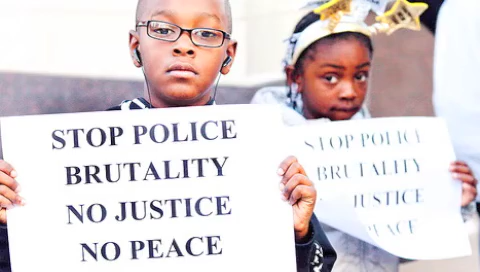 STOP POLICE
BRUTALITY
NO JUSTICE
NO PEACE
STOP POLICE
BRUTALITY
JUSTICE
PEACE